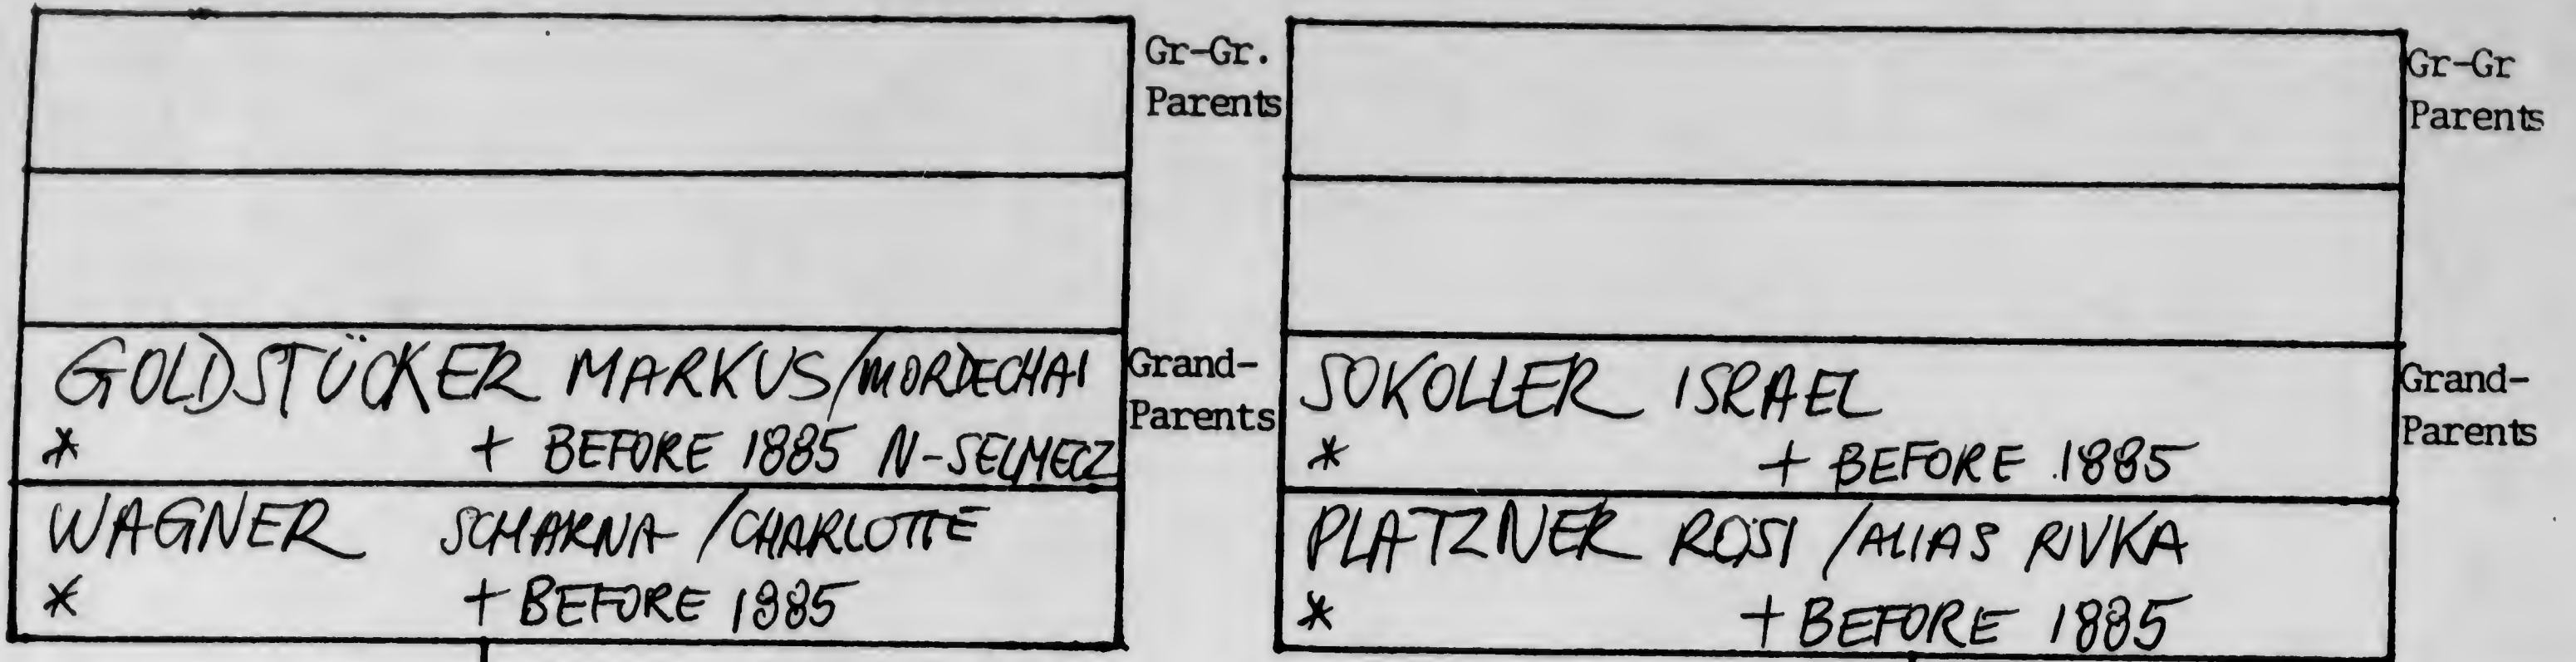 Gr-Gr.
Parents
Gr-Gr
Parents
GOLDSTÜCKER MARKUS/MORDECHAI
* + BEFORE 1885 N-SELMECZ
Grand-
Parents
WAGNER SCHARNA/CHARLOTTE
* + BEFORE 1885
SOKOLLER ISRAEL
* + BEFORE 1885
Grand-
Parents
PLATZNER ROSI /ALIAS RIVKA
* + BEFORE 1885